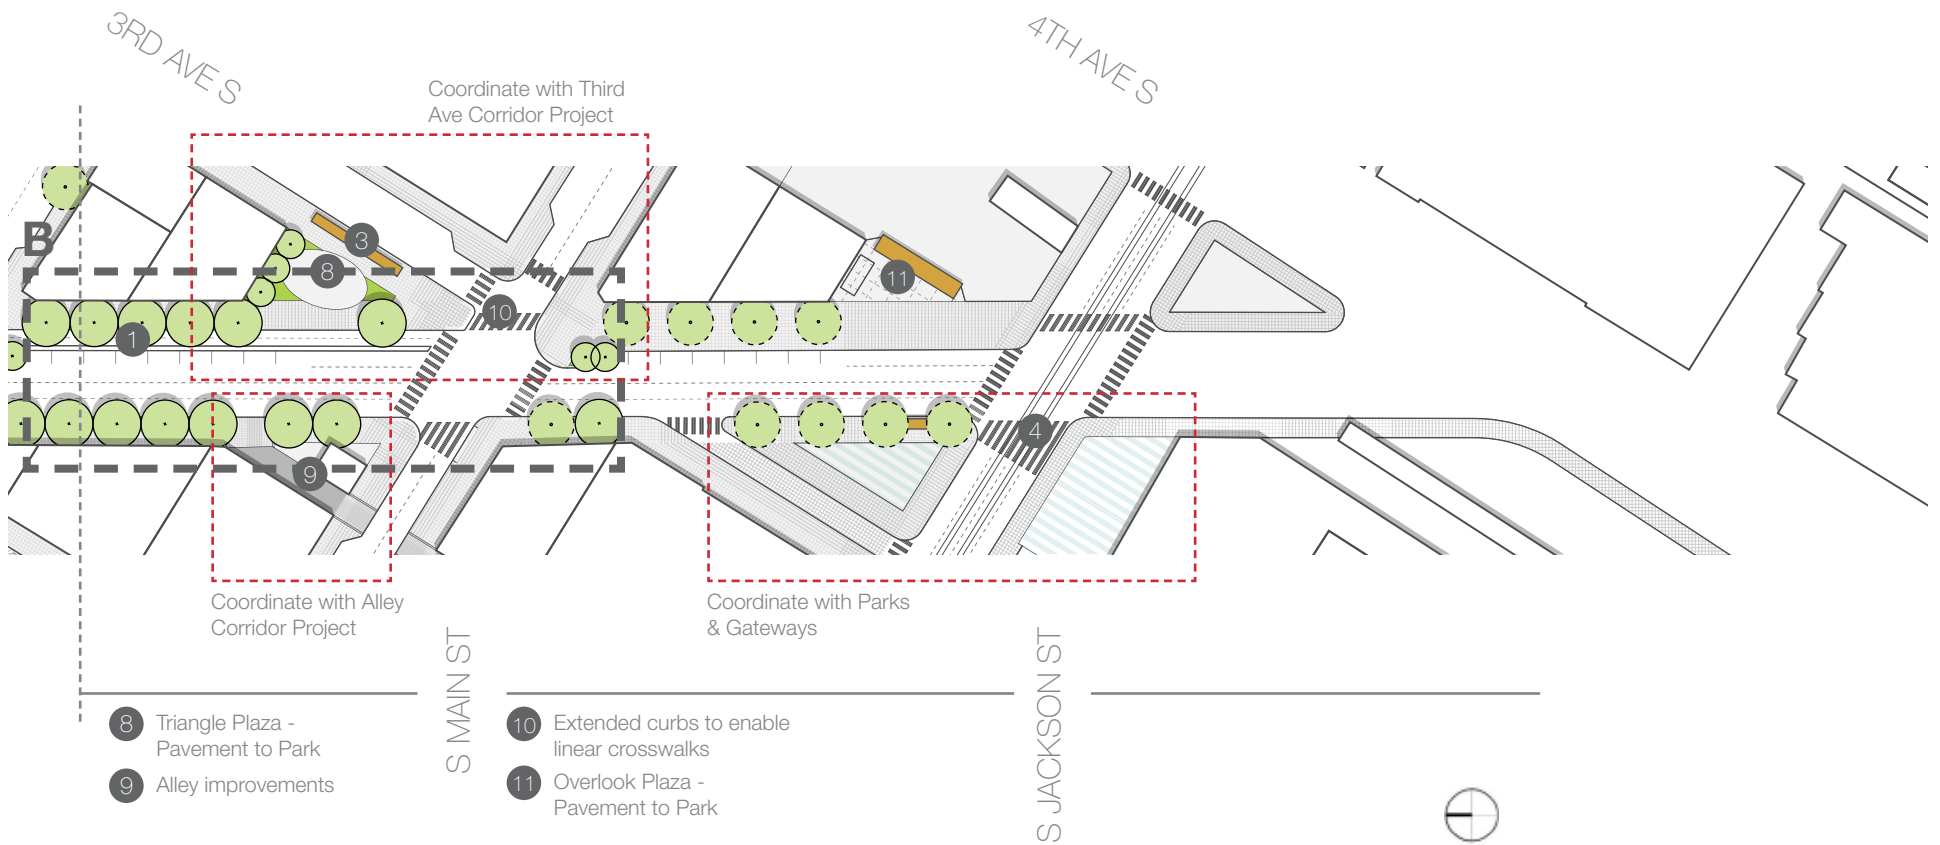 3RD AVE S
4TH AVE S
Coordinate with Third
Ave Corridor Project
B
3
8
10
11
1
9
4
Coordinate with Alley
Corridor Project
Coordinate with Parks
& Gateways
S MAIN ST
S JACKSON ST
8 Triangle Plaza -
Pavement to Park
9 Alley improvements
10 Extended curbs to enable
linear crosswalks
11 Overlook Plaza -
Pavement to Park